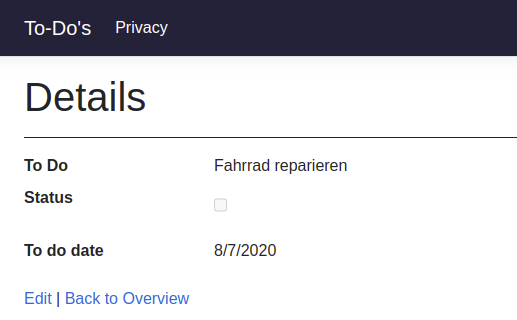 To-Do's Privacy
Details
To Do Fahrrad reparieren
Status
To do date 8/7/2020
Edit | Back to Overview